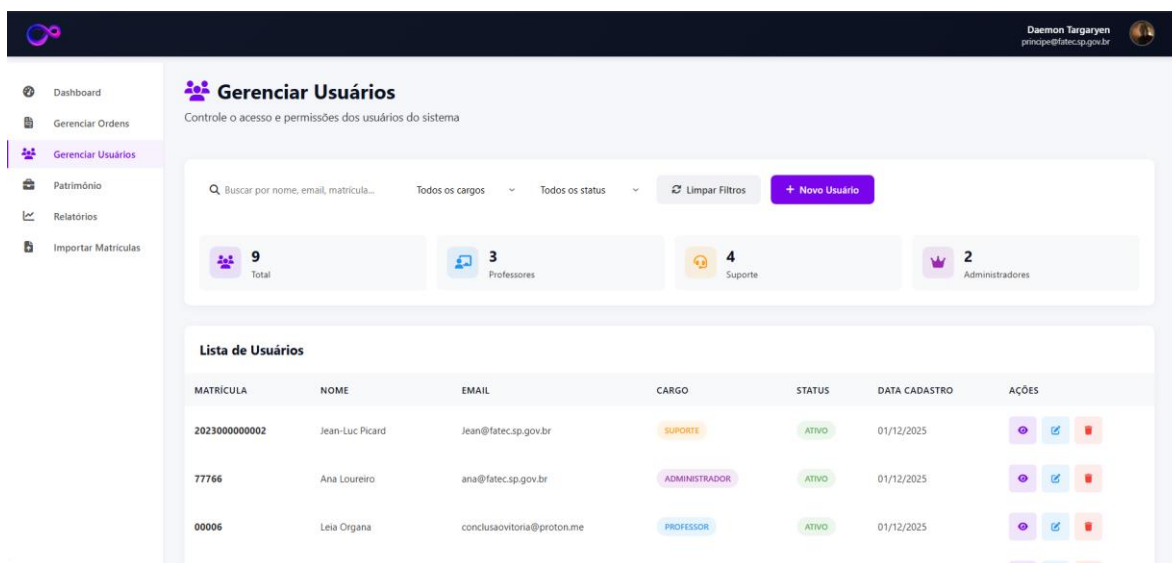 Daemon Targaryen
principe@fatec.sp.gov.br
Dashboard
Gerenciar Ordens
Gerenciar Usuários
Patrimônio
Relatórios
Importar Matrículas
Gerenciar Usuários
Controle o acesso e permissões dos usuários do sistema
Buscar por nome, email, matrícula... Todos os cargos Todos os status Limpar Filtros + Novo Usuário
9 Total
3 Professores
4 Suporte
2 Administradores
Lista de Usuários
MATRÍCULA NOME EMAIL CARGO STATUS DATA CADASTRO AÇÕES
2023000000002 Jean-Luc Picard Jean@fatec.sp.gov.br SUPORTE ATIVO 01/12/2025
77766 Ana Loureiro ana@fatec.sp.gov.br ADMINISTRADOR ATIVO 01/12/2025
00006 Leia Organa conclusaovitoria@proton.me PROFESSOR ATIVO 01/12/2025